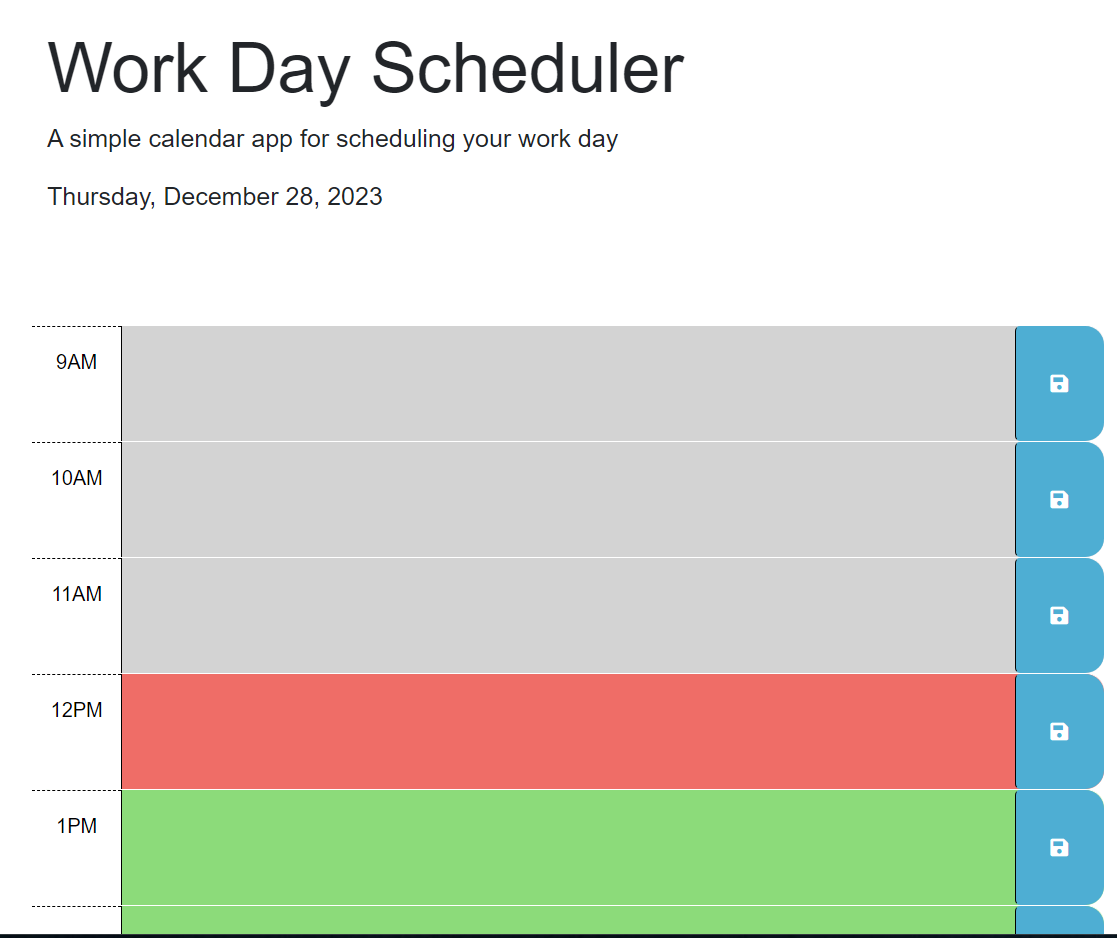 Work Day Scheduler
A simple calendar app for scheduling your work day
Thursday, December 28, 2023
9AM
10AM
11AM
12PM
1PM